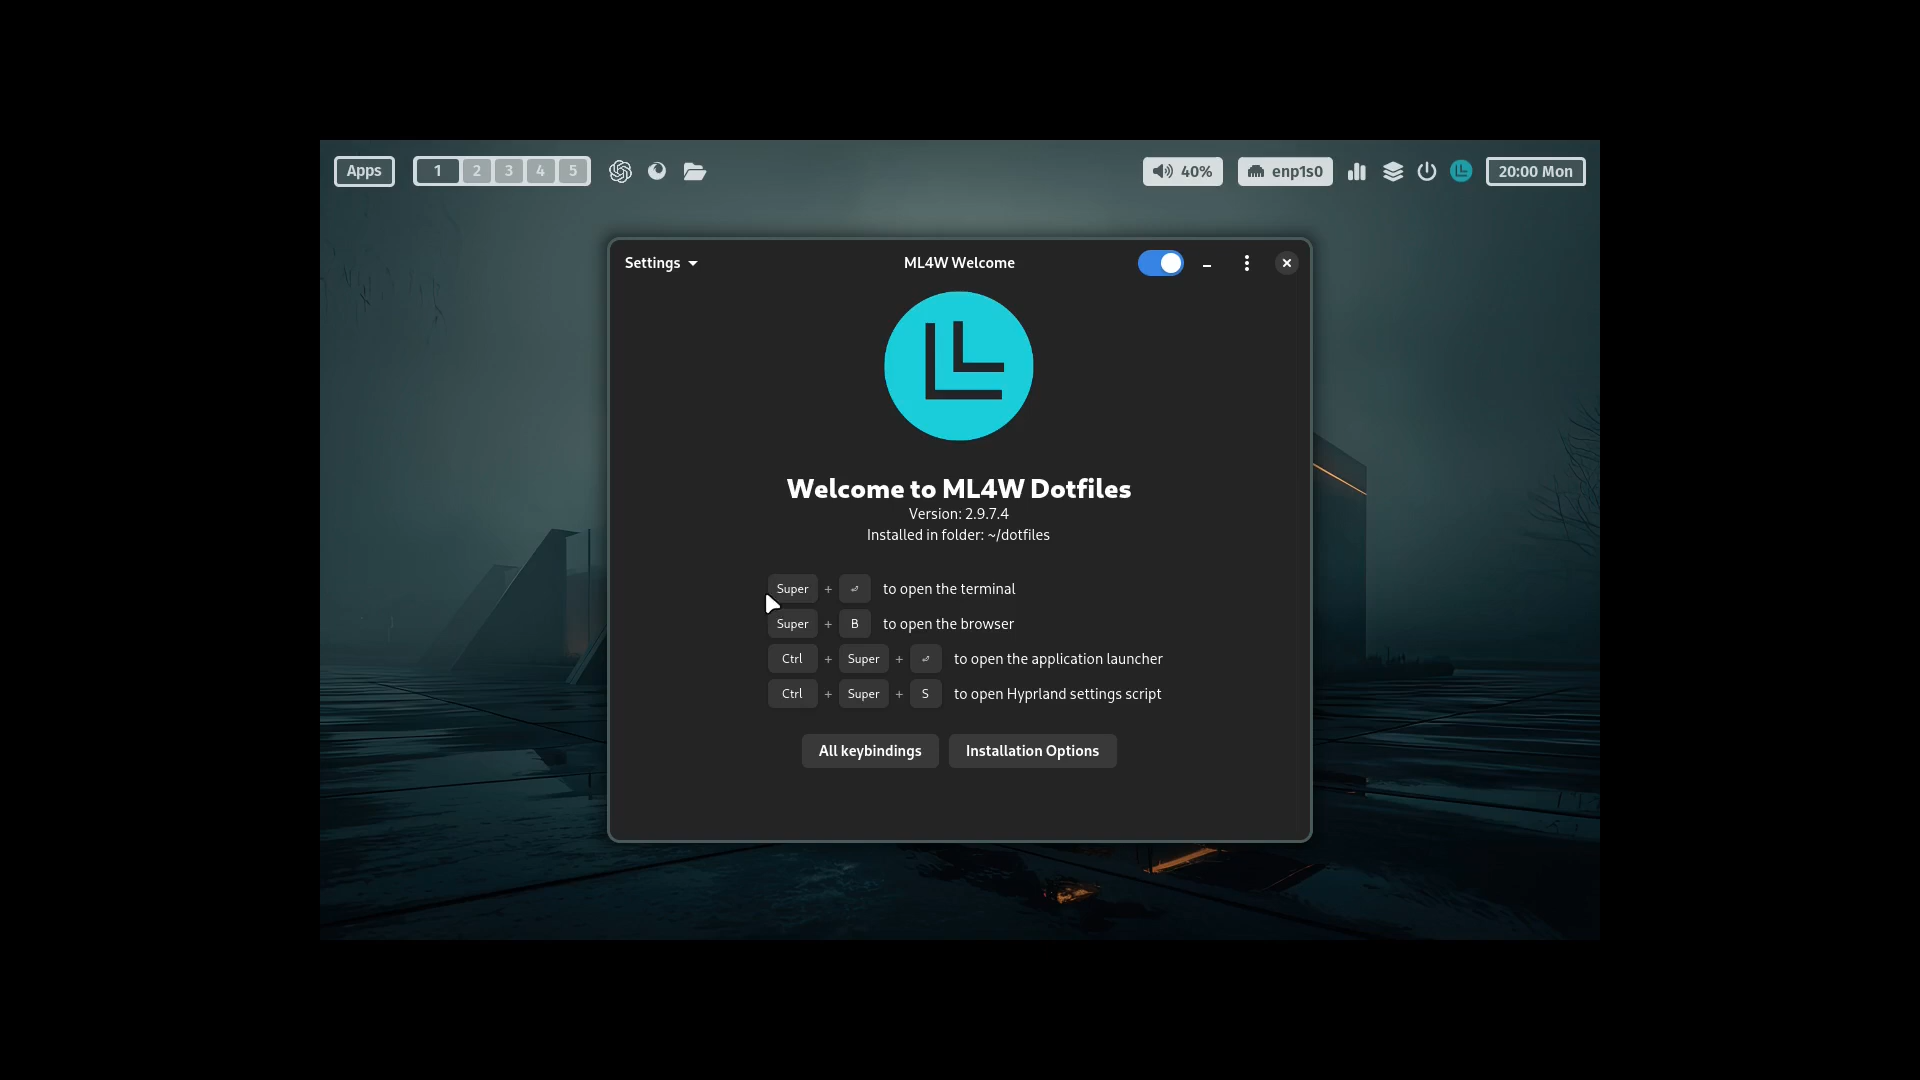 Apps 1 2 3 4 5 40% enp1s0 20:00 Mon
Settings ML4W Welcome
Welcome to ML4W Dotfiles
Version: 2.9.7.4
Installed in folder: ~/dotfiles
Super + ⏎ to open the terminal
Super + B to open the browser
Ctrl + Super + ⏎ to open the application launcher
Ctrl + Super + S to open Hyprland settings script
All keybindings Installation Options